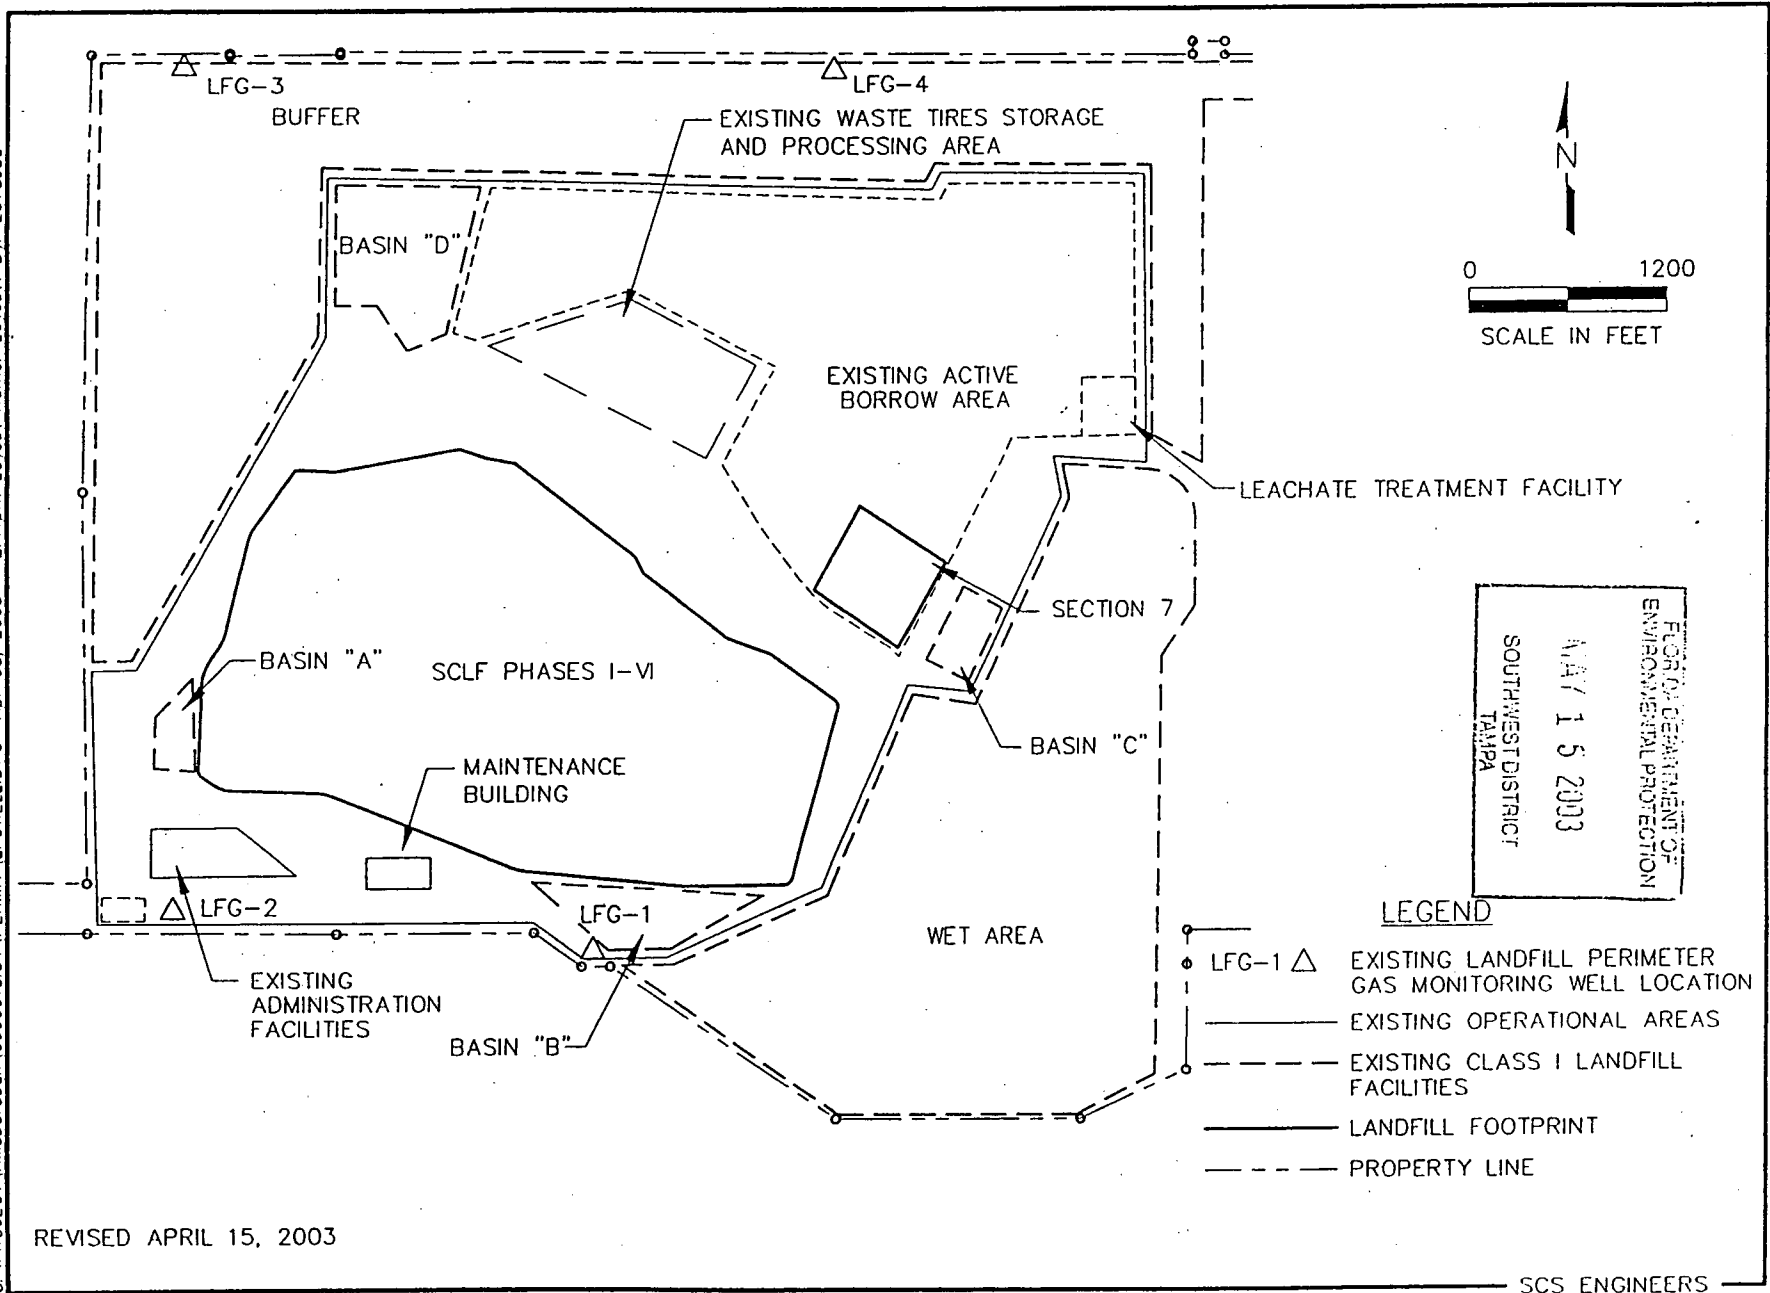 LFG-3
LFG-4
BUFFER
EXISTING WASTE TIRES STORAGE
AND PROCESSING AREA
N
0 1200
SCALE IN FEET
BASIN "D"
EXISTING ACTIVE
BORROW AREA
LEACHATE TREATMENT FACILITY
SECTION 7
BASIN "A"
SCLF PHASES I-VI
BASIN "C"
MAINTENANCE
BUILDING
FLORIDA DEPARTMENT OF
ENVIRONMENTAL PROTECTION
MAY 15 2003
SOUTHWEST DISTRICT
TAMPA
LFG-2
LFG-1
WET AREA
EXISTING
ADMINISTRATION
FACILITIES
BASIN "B"
LEGEND
LFG-1 EXISTING LANDFILL PERIMETER
GAS MONITORING WELL LOCATION
EXISTING OPERATIONAL AREAS
EXISTING CLASS I LANDFILL
FACILITIES
LANDFILL FOOTPRINT
PROPERTY LINE
REVISED APRIL 15, 2003
SCS ENGINEERS